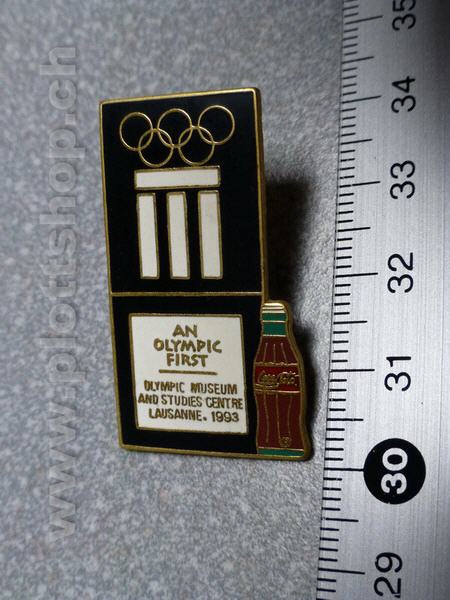 AN
OLYMPIC
FIRST
OLYMPIC MUSEUM
AND STUDIES CENTRE
LAUSANNE. 1993
Coca-Cola
®
35
34
33
32
31
30
29
www.plottshop.ch